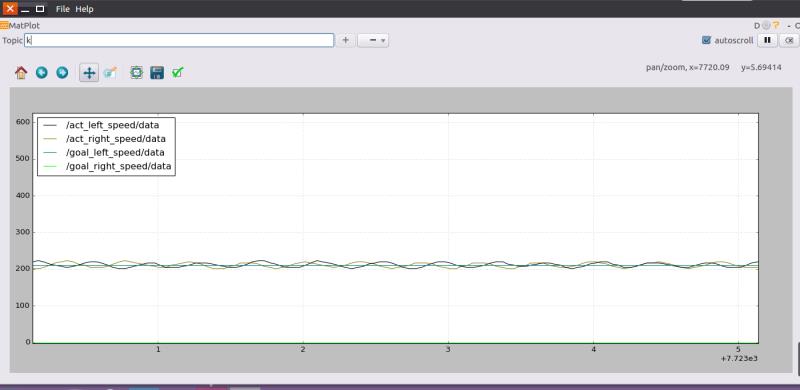 File Help
MatPlot
D ? - O
Topic k
+ -
autoscroll
pan/zoom, x=7720.09 y=5.69414
/act_left_speed/data
/act_right_speed/data
/goal_left_speed/data
/goal_right_speed/data
600
500
400
300
200
100
0
1 2 3 4 5
+7.723e3